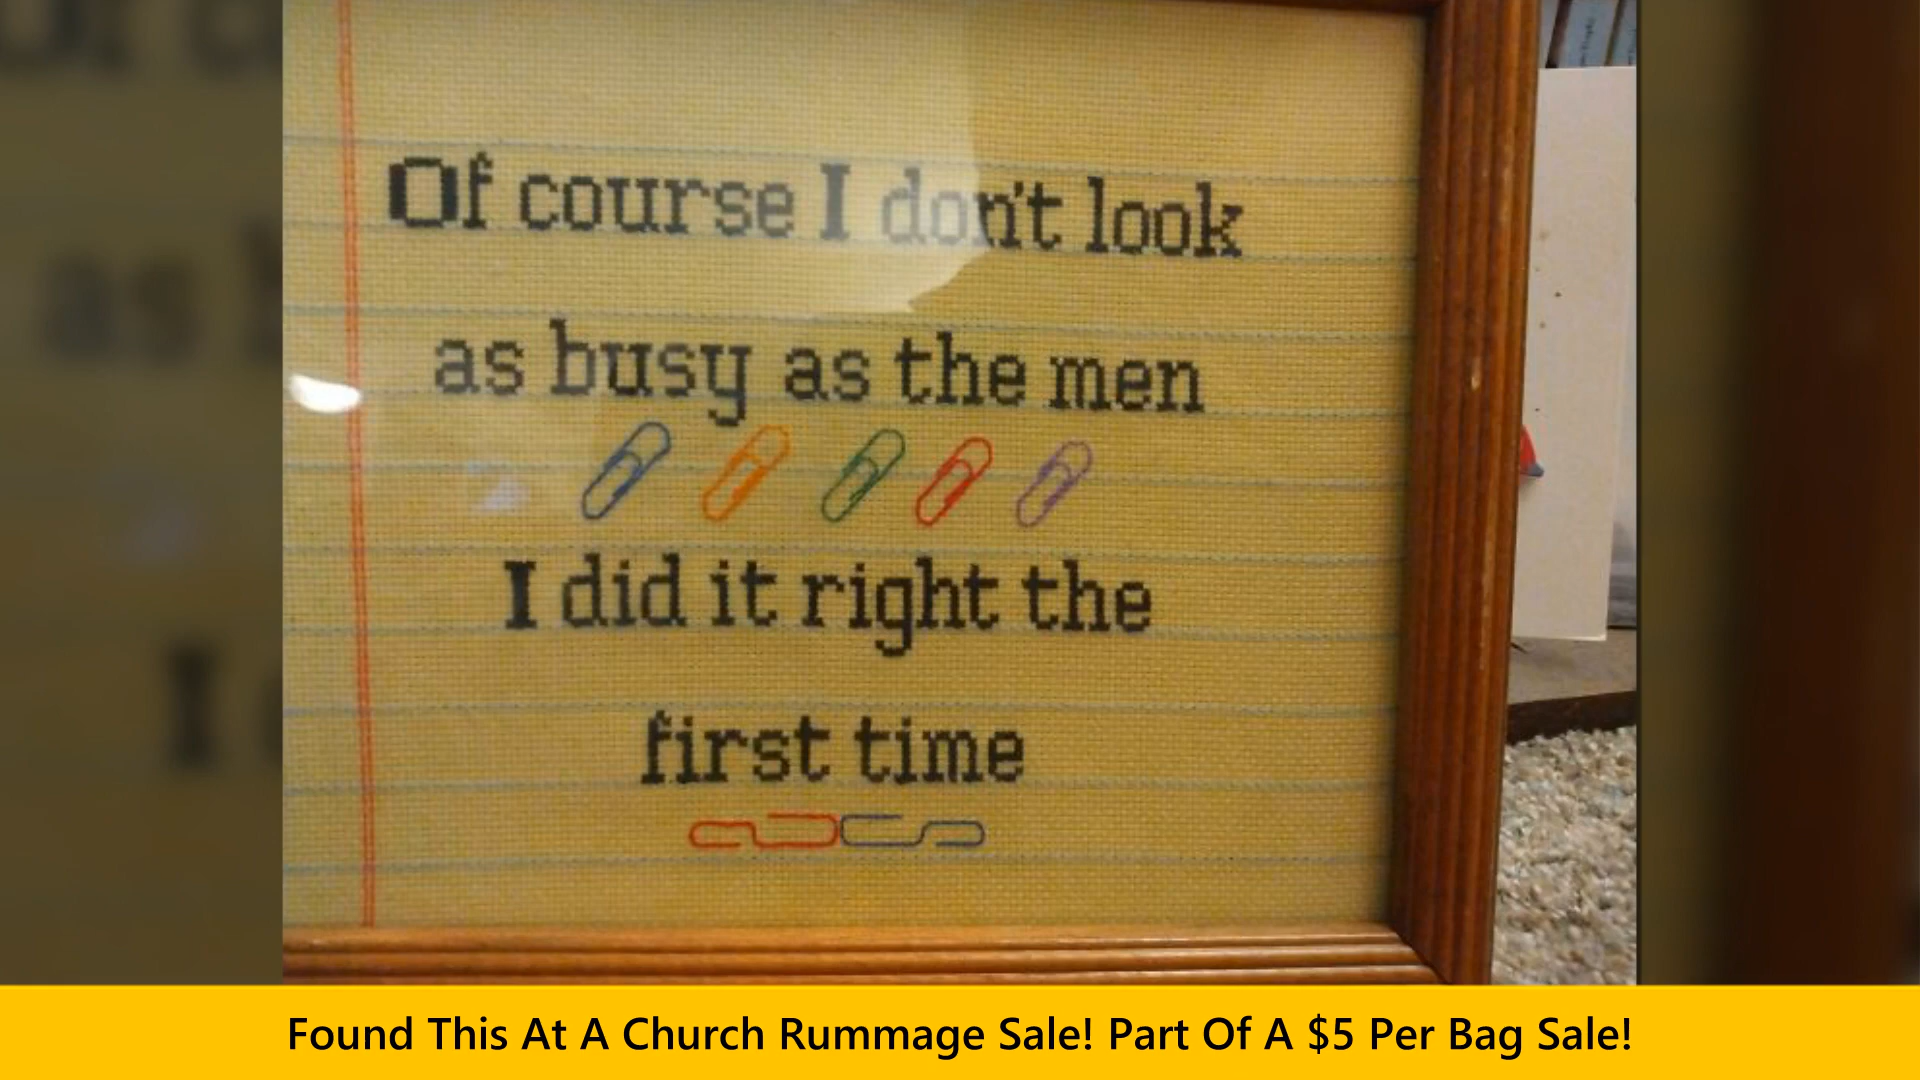 Of course I don't look
as busy as the men
I did it right the
first time
Found This At A Church Rummage Sale! Part Of A $5 Per Bag Sale!